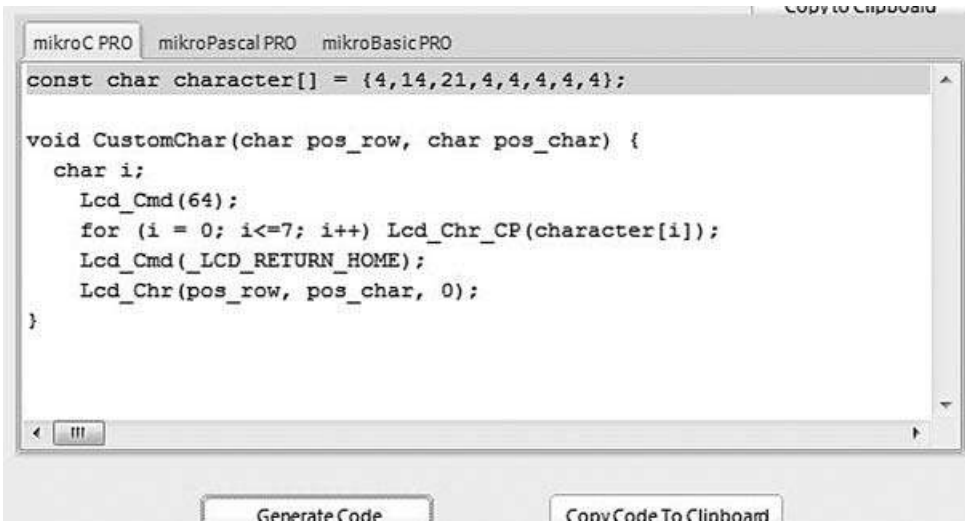 Copy to Clipboard
mikroC PRO mikroPascal PRO mikroBasic PRO
const char character[] = {4,14,21,4,4,4,4,4};
void CustomChar(char pos_row, char pos_char) {
char i;
Lcd_Cmd(64);
for (i = 0; i<=7; i++) Lcd_Chr_CP(character[i]);
Lcd_Cmd(_LCD_RETURN_HOME);
Lcd_Chr(pos_row, pos_char, 0);
}
Generate Code Copy Code To Clipboard